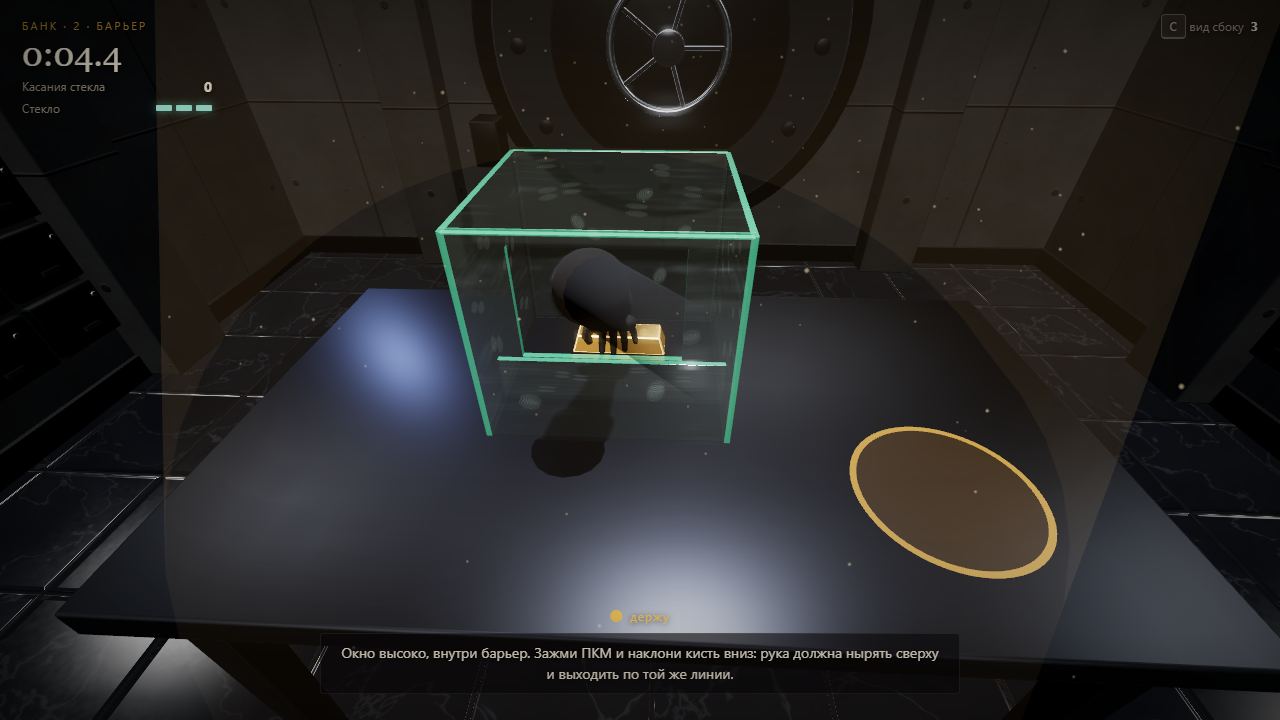 БАНК · 2 · БАРЬЕР
0:04.4
Касания стекла 0
Стекло
C вид сбоку 3
держу
Окно высоко, внутри барьер. Зажми ПКМ и наклони кисть вниз: рука должна нырять сверху
и выходить по той же линии.